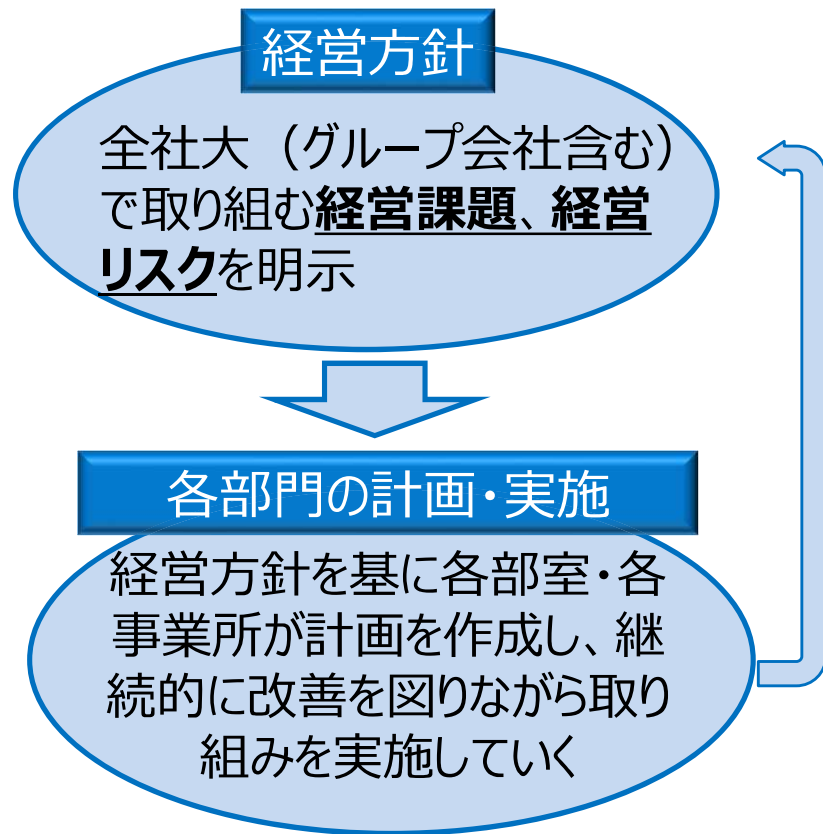 経営方針
全社大（グループ会社含む）
で取り組む経営課題、経営
リスクを明示
各部門の計画・実施
経営方針を基に各部室・各
事業所が計画を作成し、継
続的に改善を図りながら取り
組みを実施していく